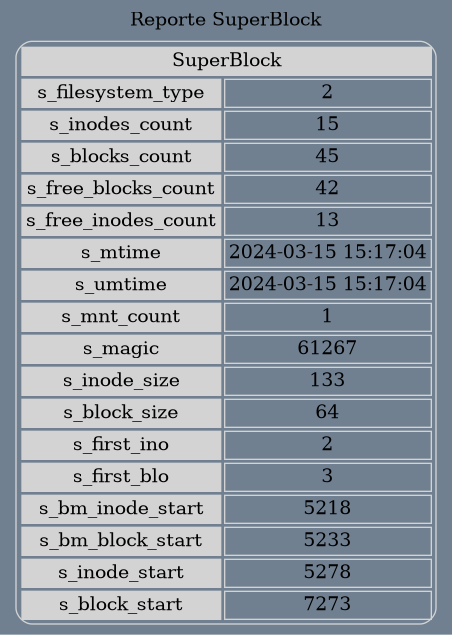 Reporte SuperBlock
SuperBlock
s_filesystem_type 2
s_inodes_count 15
s_blocks_count 45
s_free_blocks_count 42
s_free_inodes_count 13
s_mtime 2024-03-15 15:17:04
s_umtime 2024-03-15 15:17:04
s_mnt_count 1
s_magic 61267
s_inode_size 133
s_block_size 64
s_first_ino 2
s_first_blo 3
s_bm_inode_start 5218
s_bm_block_start 5233
s_inode_start 5278
s_block_start 7273